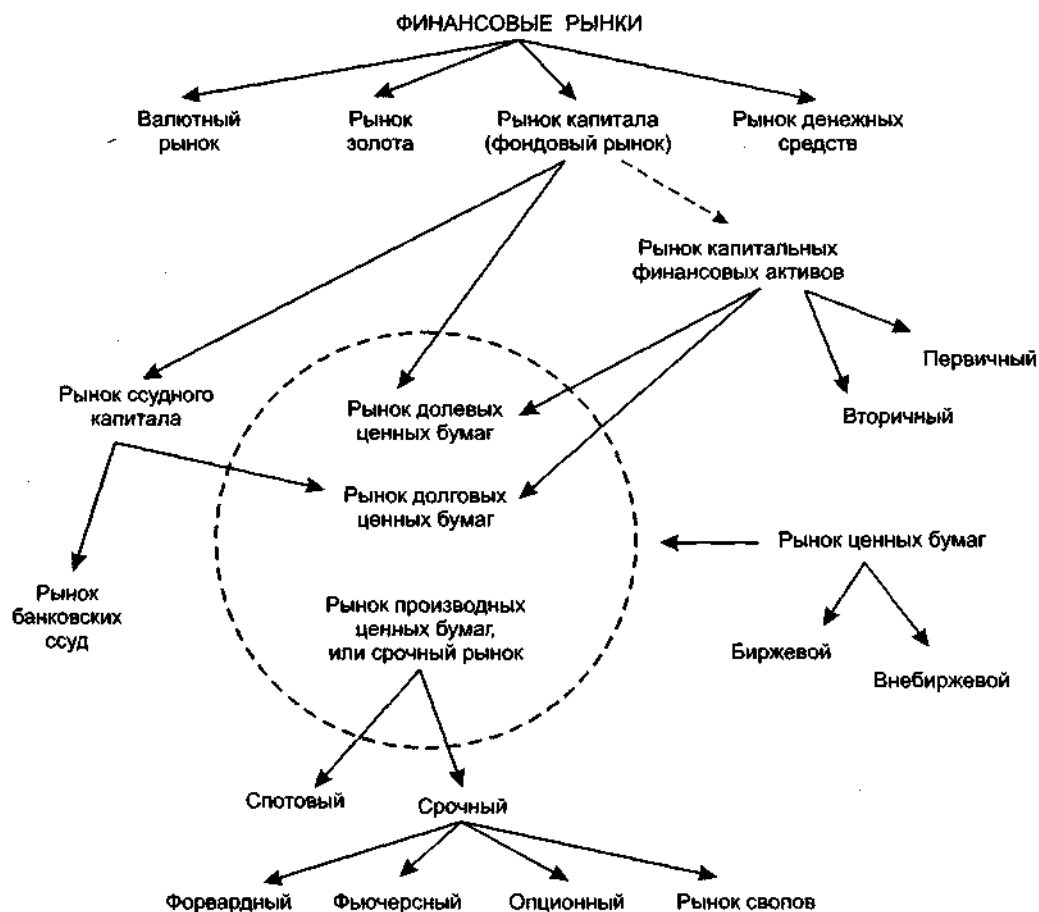 ФИНАНСОВЫЕ РЫНКИ
Валютный
рынок
Рынок
золота
Рынок капитала
(фондовый рынок)
Рынок денежных
средств
Рынок капитальных
финансовых активов
Первичный
Вторичный
Рынок ссудного
капитала
Рынок долевых
ценных бумаг
Рынок долговых
ценных бумаг
Рынок ценных бумаг
Рынок
банковских
ссуд
Рынок производных
ценных бумаг,
или срочный рынок
Биржевой
Внебиржевой
Спотовый
Срочный
Форвардный
Фьючерсный
Опционный
Рынок свопов